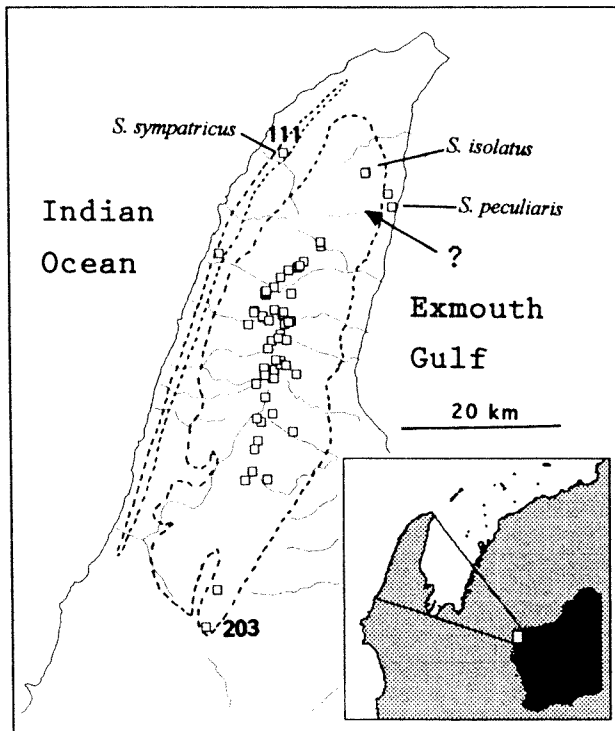 S. sympatricus
111
S. isolatus
S. peculiaris
Indian
Ocean
?
Exmouth
Gulf
20 km
203